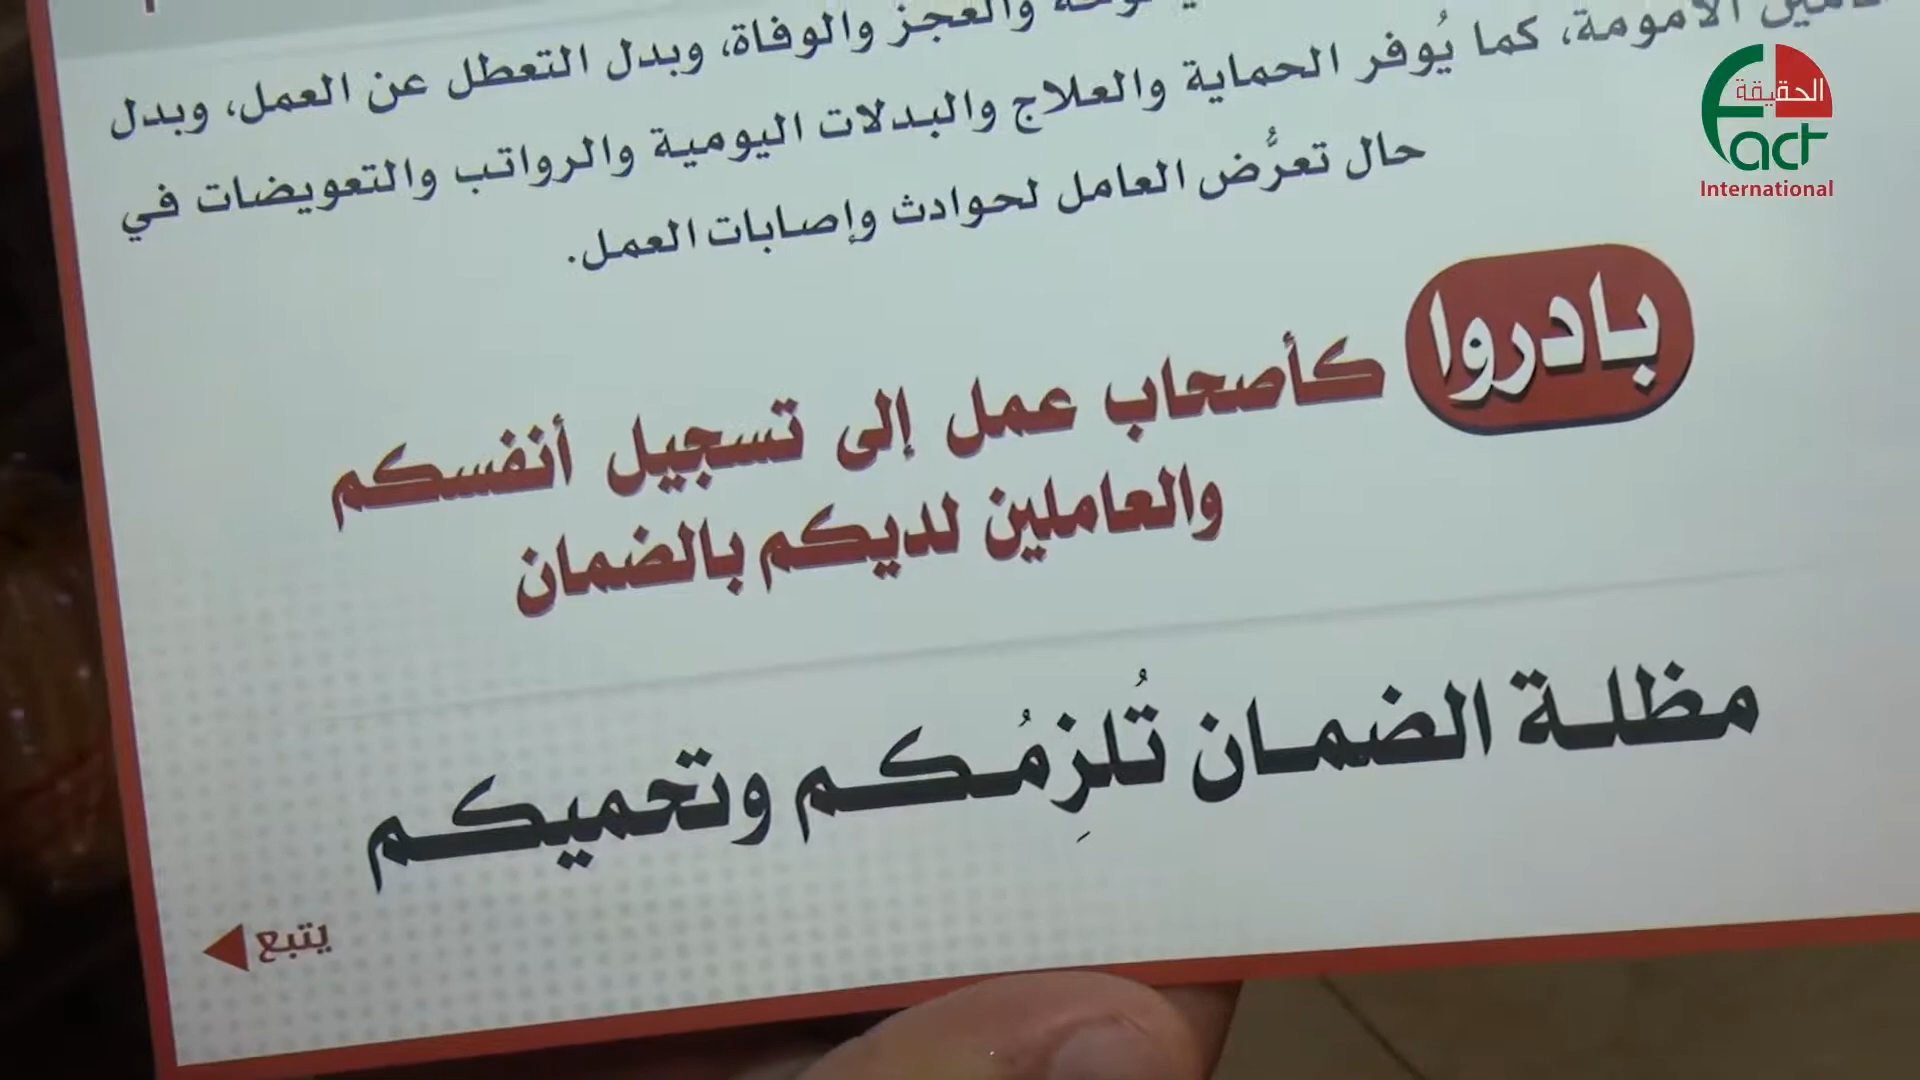 والعجز والوفاة، وبدل التعطل عن العمل، وبدل
الأمومة، كما يُوفر الحماية والعلاج والبدلات اليومية والرواتب والتعويضات في
حال تعرُّض العامل لحوادث وإصابات العمل.
بادروا كأصحاب عمل إلى تسجيل أنفسكم
والعاملين لديكم بالضمان
مظلة الضمان تُلزِمُكم وتحميكم
يتبع
الحقيقة
Fact
International